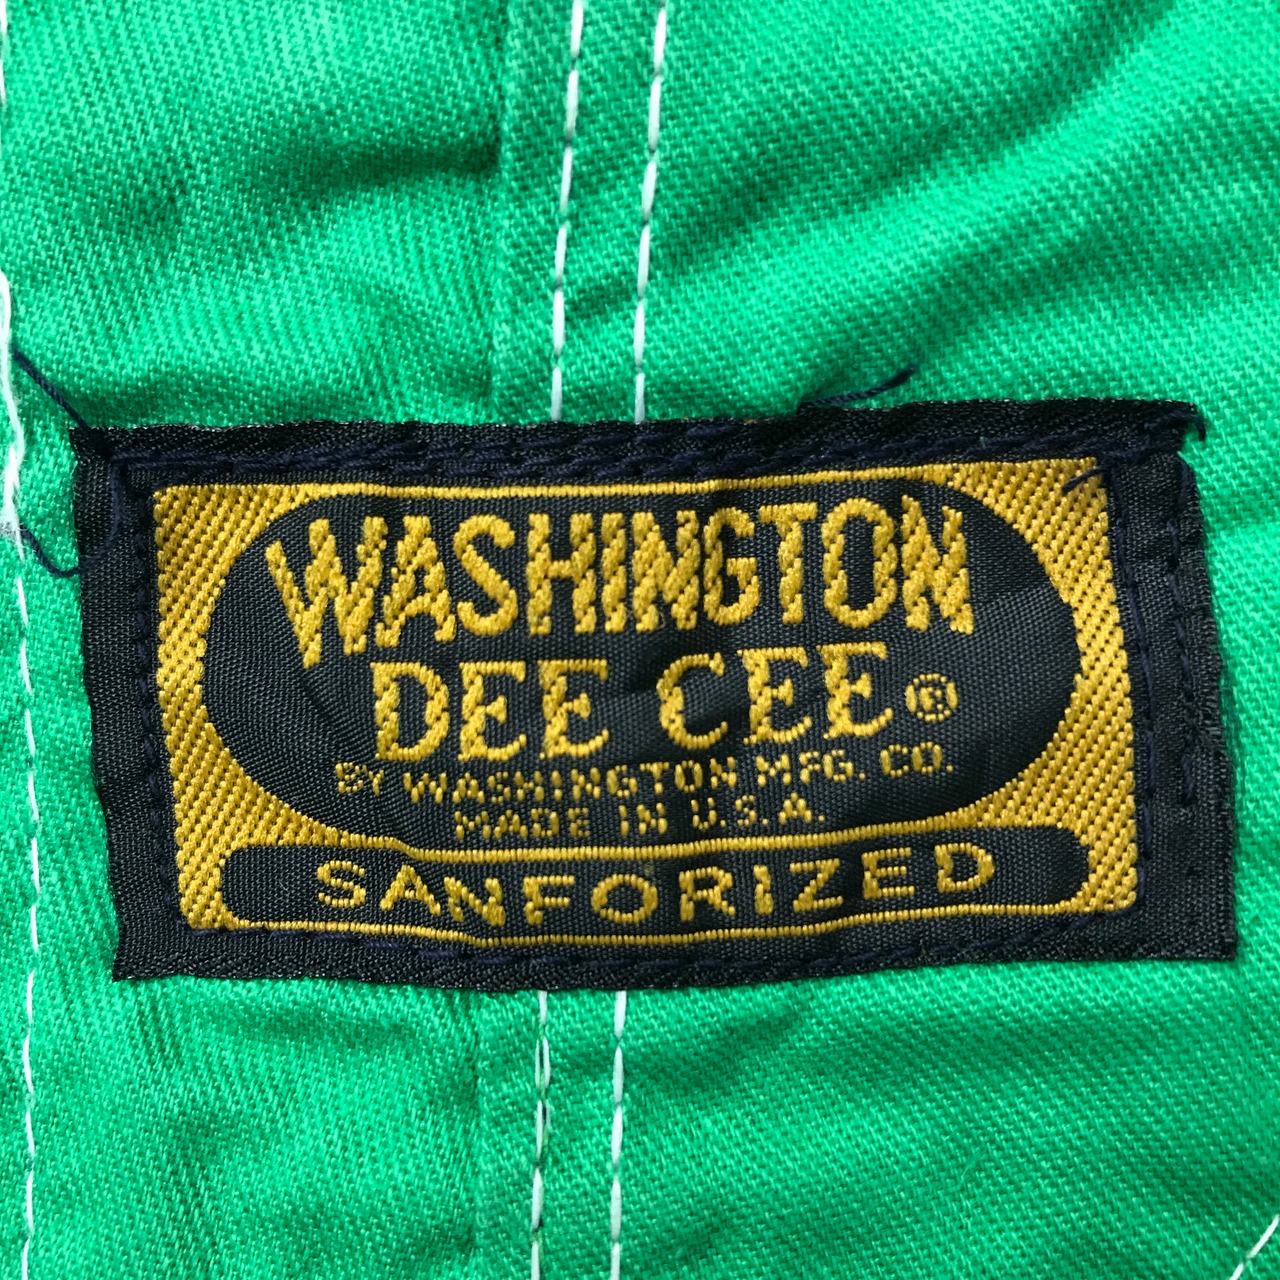 WASHINGTON
DEE CEE ®
BY WASHINGTON MFG. CO.
MADE IN U.S.A.
SANFORIZED